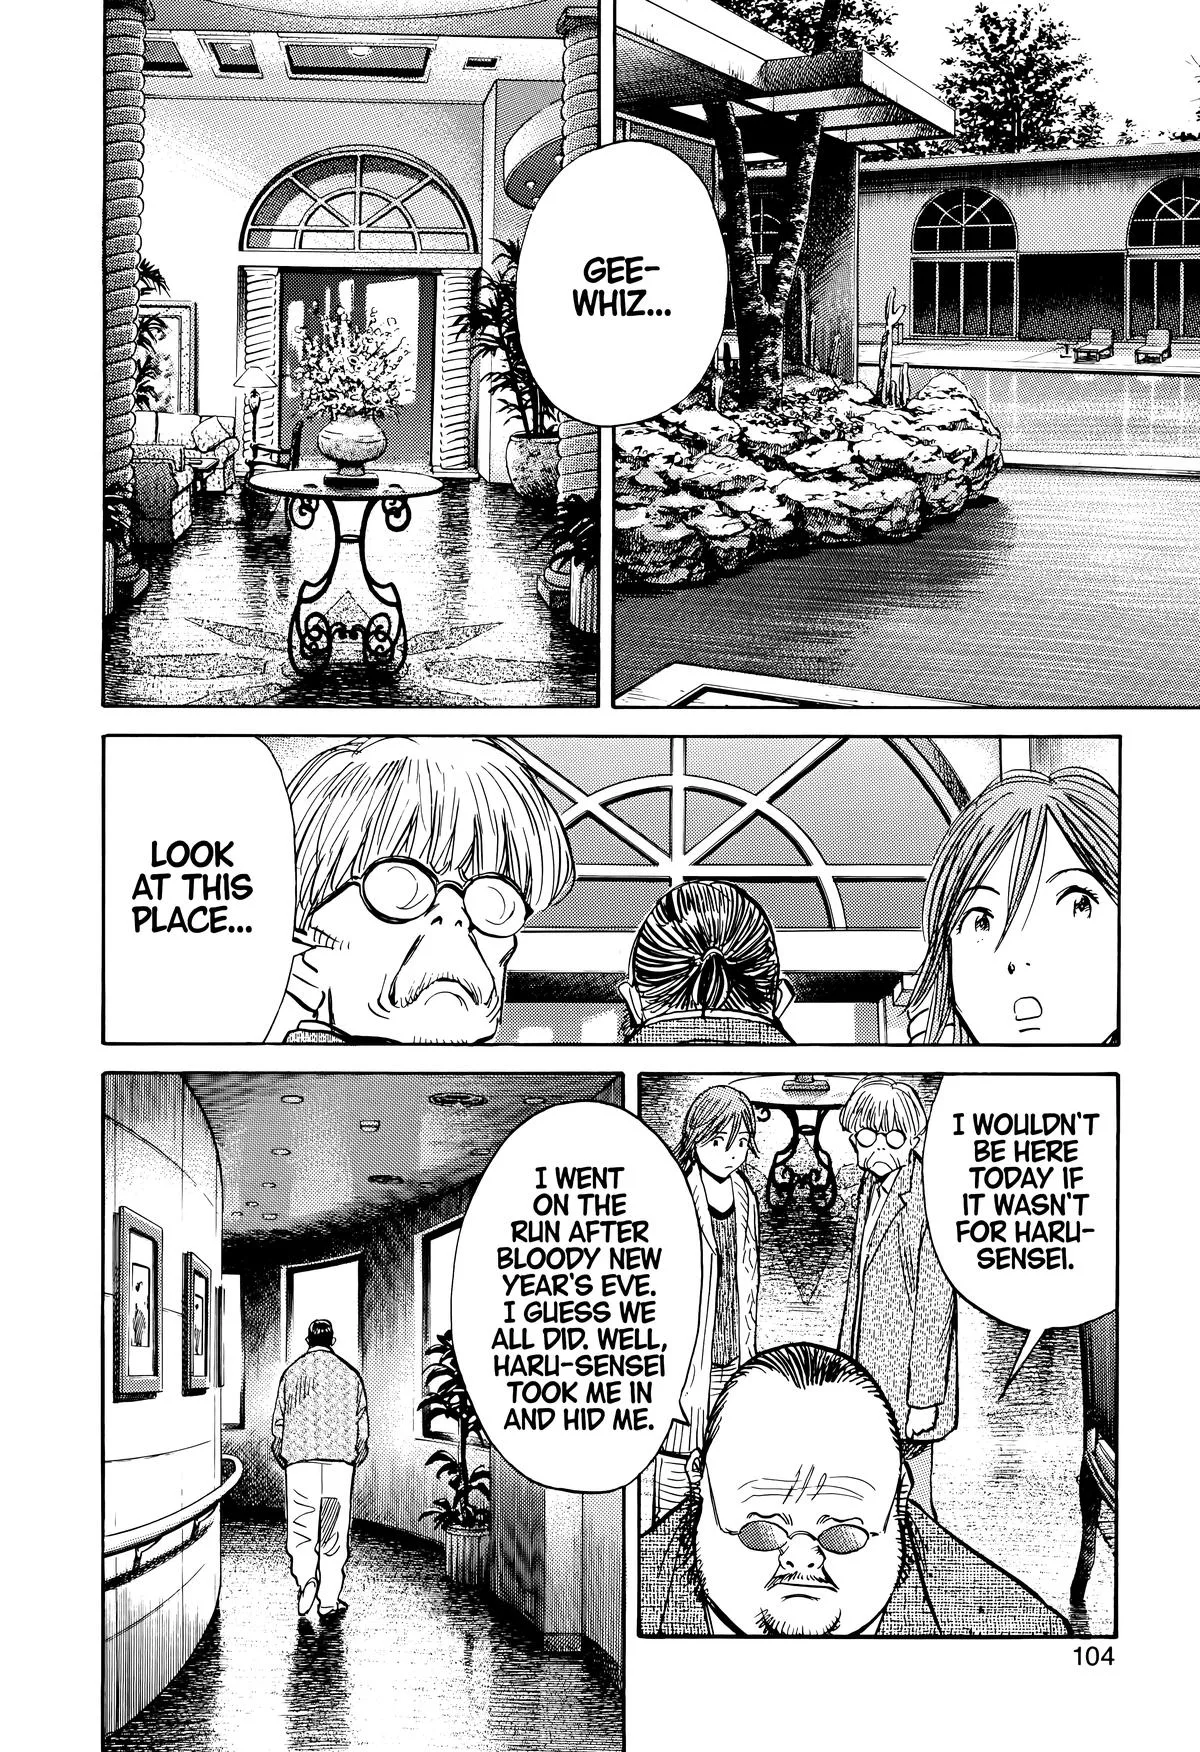 GEE-
WHIZ...
LOOK
AT THIS
PLACE...
I WOULDN'T
BE HERE
TODAY IF
IT WASN'T
FOR HARU-
SENSEI.
I WENT
ON THE
RUN AFTER
BLOODY NEW
YEAR'S EVE.
I GUESS WE
ALL DID. WELL,
HARU-SENSEI
TOOK ME IN
AND HID ME.
104